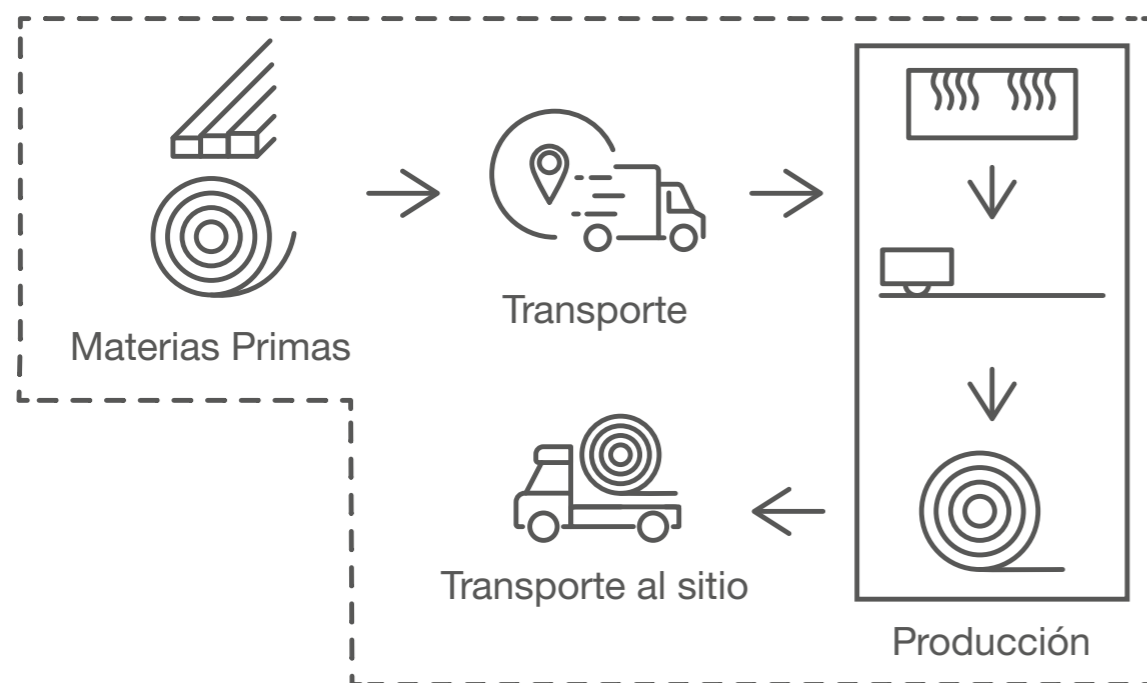 Materias Primas
Transporte
Producción
Transporte al sitio